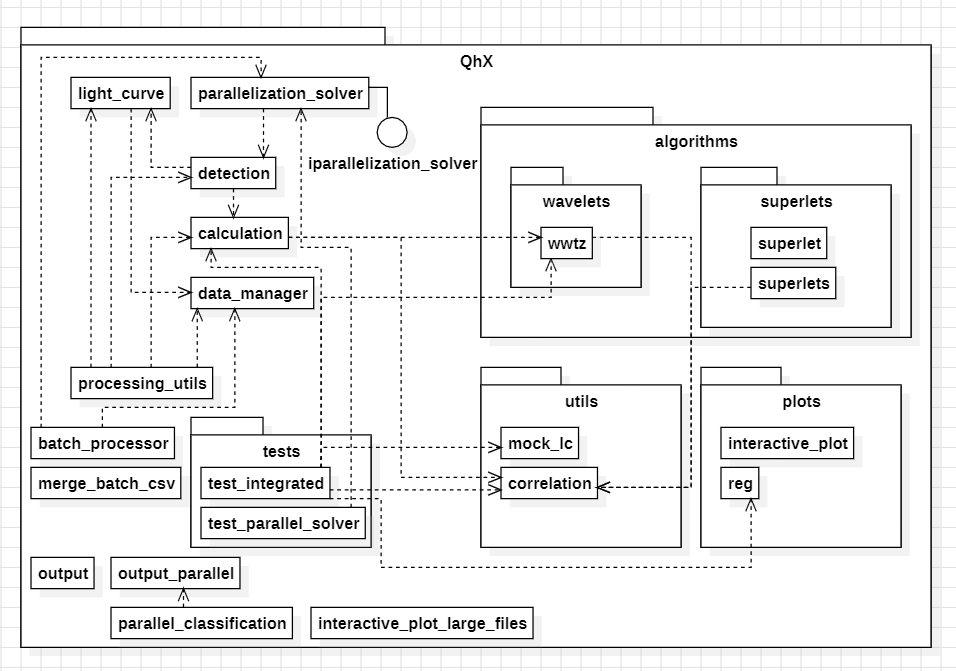 QhX
light_curve
parallelization_solver
iparallelization_solver
detection
calculation
data_manager
processing_utils
batch_processor
merge_batch_csv
tests
test_integrated
test_parallel_solver
output
output_parallel
parallel_classification
interactive_plot_large_files
algorithms
wavelets
wwtz
superlets
superlet
superlets
utils
mock_lc
correlation
plots
interactive_plot
reg